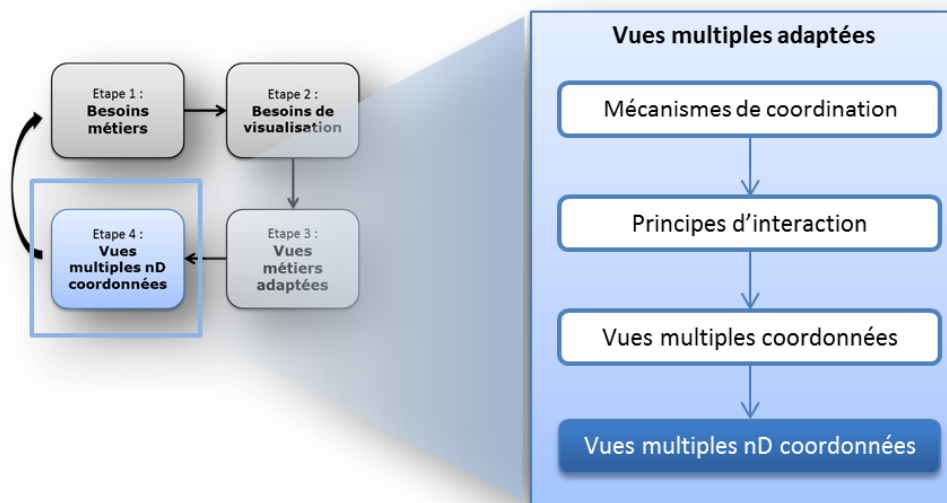 Etape 1 :
Besoins
métiers
Etape 2 :
Besoins de
visualisation
Etape 4 :
Vues
multiples nD
coordonnées
Etape 3 :
Vues
métiers
adaptées
Vues multiples adaptées
Mécanismes de coordination
Principes d'interaction
Vues multiples coordonnées
Vues multiples nD coordonnées